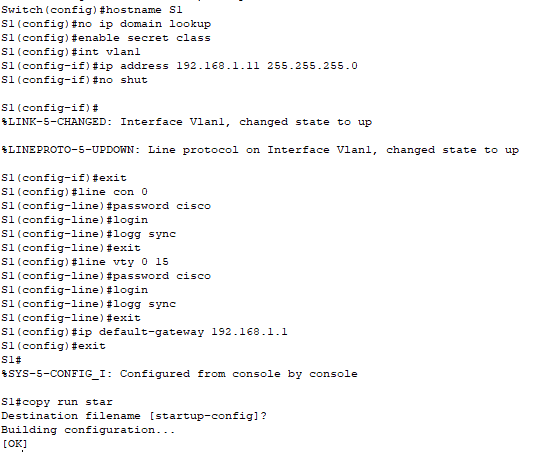 Switch(config)#hostname S1
S1(config)#no ip domain lookup
S1(config)#enable secret class
S1(config)#int vlan1
S1(config-if)#ip address 192.168.1.11 255.255.255.0
S1(config-if)#no shut
S1(config-if)#
%LINK-5-CHANGED: Interface Vlan1, changed state to up
%LINEPROTO-5-UPDOWN: Line protocol on Interface Vlan1, changed state to up
S1(config-if)#exit
S1(config)#line con 0
S1(config-line)#password cisco
S1(config-line)#login
S1(config-line)#logg sync
S1(config-line)#exit
S1(config)#line vty 0 15
S1(config-line)#password cisco
S1(config-line)#login
S1(config-line)#logg sync
S1(config-line)#exit
S1(config)#ip default-gateway 192.168.1.1
S1(config)#exit
S1#
%SYS-5-CONFIG_I: Configured from console by console
S1#copy run star
Destination filename [startup-config]?
Building configuration...
[OK]